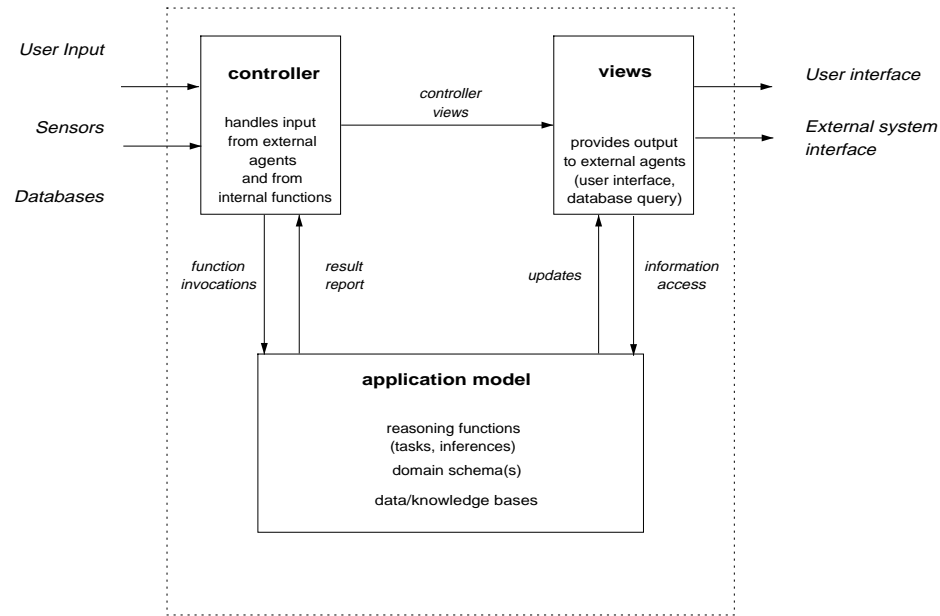 User Input
Sensors
Databases
controller
handles input
from external
agents
and from
internal functions
controller
views
views
provides output
to external agents
(user interface,
database query)
User interface
External system
interface
function
invocations
result
report
updates
information
access
application model
reasoning functions
(tasks, inferences)
domain schema(s)
data/knowledge bases